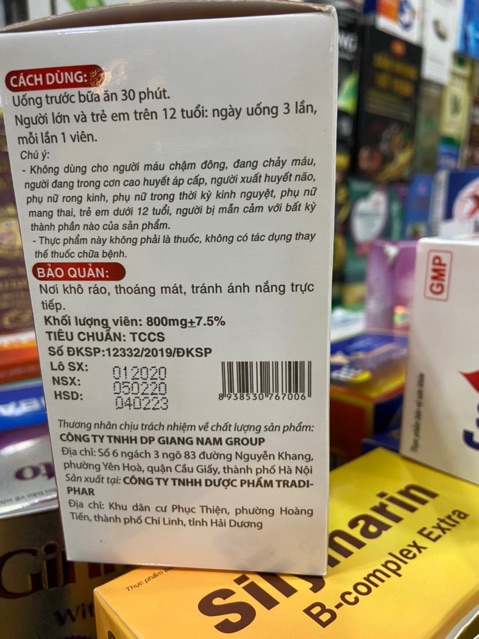 CÁCH DÙNG:
Uống trước bữa ăn 30 phút.
Người lớn và trẻ em trên 12 tuổi: ngày uống 3 lần,
mỗi lần 1 viên.
Chú ý:
- Không dùng cho người máu chậm đông, đang chảy máu,
người đang trong cơn cao huyết áp cấp, người xuất huyết não,
phụ nữ rong kinh, phụ nữ trong thời kỳ kinh nguyệt, phụ nữ
mang thai, trẻ em dưới 12 tuổi, người bị mẫn cảm với bất kỳ
thành phần nào của sản phẩm.
- Thực phẩm này không phải là thuốc, không có tác dụng thay
thế thuốc chữa bệnh.
BẢO QUẢN:
Nơi khô ráo, thoáng mát, tránh ánh nắng trực
tiếp.
Khối lượng viên: 800mg±7.5%
TIÊU CHUẨN: TCCS
Số ĐKSP:12332/2019/ĐKSP
Lô SX: 012020
NSX: 050220
HSD: 040223
8938530767006
Thương nhân chịu trách nhiệm về chất lượng sản phẩm:
CÔNG TY TNHH DP GIANG NAM GROUP
Địa chỉ: Số 6 ngách 3 ngõ 83 đường Nguyễn Khang,
phường Yên Hoà, quận Cầu Giấy, thành phố Hà Nội
Sản xuất tại: CÔNG TY TNHH DƯỢC PHẨM TRADI-
PHAR
Địa chỉ: Khu dân cư Phục Thiện, phường Hoàng
Tiến, thành phố Chí Linh, tỉnh Hải Dương
GMP
Silymarin
B-complex Extra
Thực phẩm